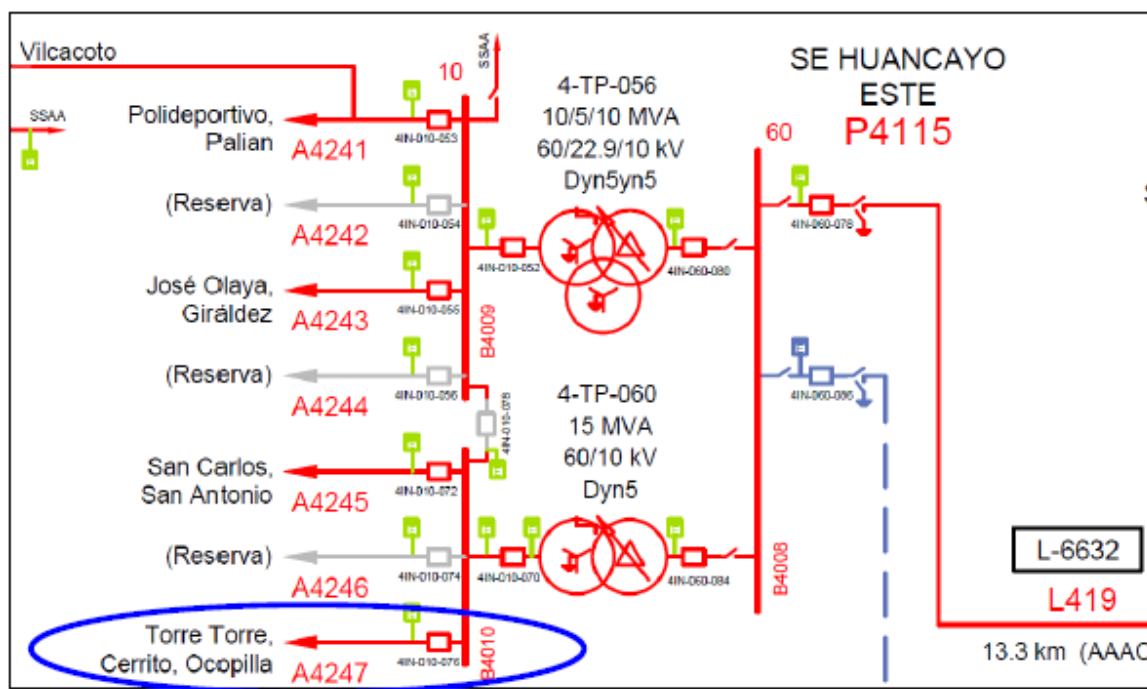 Vilcacoto
SSAA
10
SSAA
Polideportivo,
Palian
A4241
4IN-010-053
(Reserva)
A4242
4IN-010-054
José Olaya,
Giráldez
A4243
4IN-010-055
(Reserva)
A4244
4IN-010-056
B4009
4IN-010-078
San Carlos,
San Antonio
A4245
4IN-010-072
(Reserva)
A4246
4IN-010-074
Torre Torre,
Cerrito, Ocopilla
A4247
4IN-010-076
B4010
4-TP-056
10/5/10 MVA
60/22.9/10 kV
Dyn5yn5
4IN-010-052
4IN-060-080
4-TP-060
15 MVA
60/10 kV
Dyn5
4IN-010-070
4IN-060-084
60
B4008
SE HUANCAYO
ESTE
P4115
4IN-060-078
4IN-060-086
L-6632
L419
13.3 km (AAAC